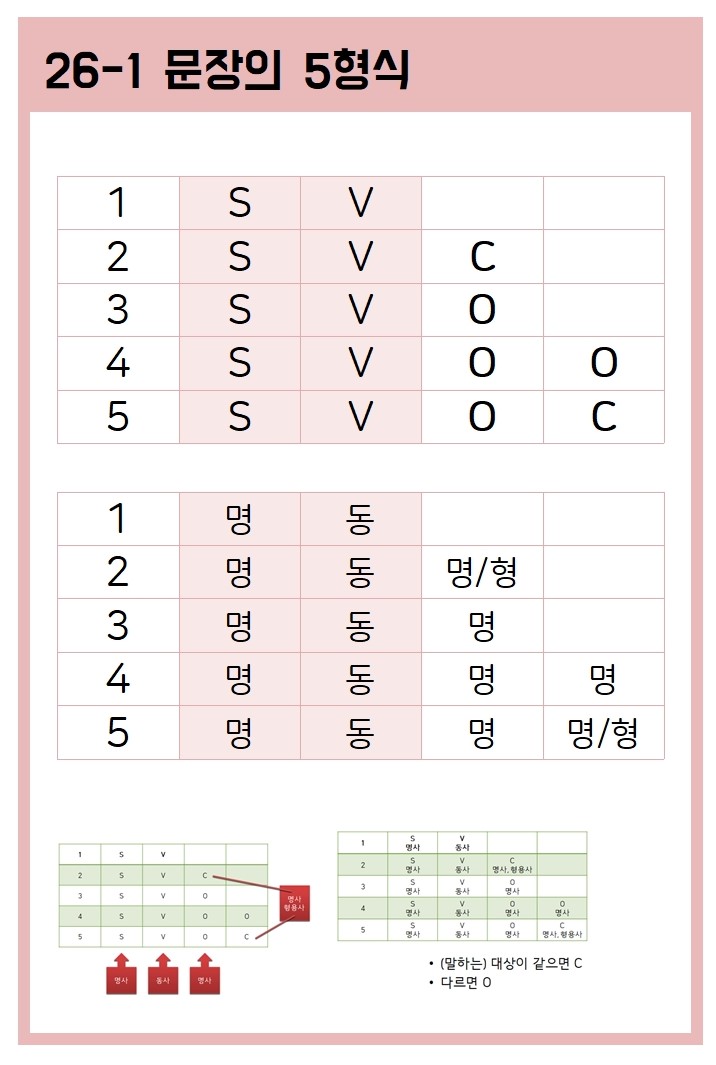 26-1 문장의 5형식
1 S V
2 S V C
3 S V O
4 S V O O
5 S V O C
1 명 동
2 명 동 명/형
3 명 동 명
4 명 동 명 명
5 명 동 명 명/형
1 S V
2 S V C
3 S V O
4 S V O O
5 S V O C
명사
형용사
명사 동사 명사
1 S V
명사 동사
2 S V C
명사 동사 명사, 형용사
3 S V O
명사 동사 명사
4 S V O O
명사 동사 명사 명사
5 S V O C
명사 동사 명사 명사, 형용사
• (말하는) 대상이 같으면 C
• 다르면 O